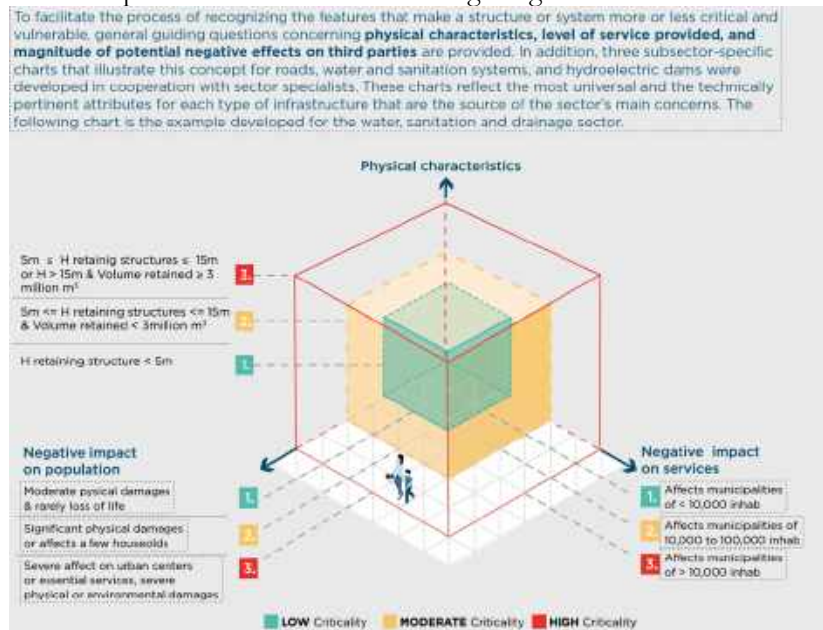 To facilitate the process of recognizing the features that make a structure or system more or less critical and
vulnerable, general guiding questions concerning physical characteristics, level of service provided, and
magnitude of potential negative effects on third parties are provided. In addition, three subsector-specific
charts that illustrate this concept for roads, water and sanitation systems, and hydroelectric dams were
developed in cooperation with sector specialists. These charts reflect the most universal and the technically
pertinent attributes for each type of infrastructure that are the source of the sector's main concerns. The
following chart is the example developed for the water, sanitation and drainage sector.
Physical characteristics
5m ≤ H retainig structures ≤ 15m
or H > 15m & Volume retained ≥ 3
million m³
3.
5m <= H retaining structures <= 15m
& Volume retained < 3million m³
2.
H retaining structure < 5m
1.
Negative impact
on population
Moderate pysical damages
& rarely loss of life
1.
Significant physical damages
or affects a few housholds
2.
Severe affect on urban centers
or essential services, severe
physical or environmental damages
3.
Negative impact
on services
1. Affects municipalities
of < 10,000 inhab
2. Affects municipalities of
10,000 to 100,000 inhab
3. Affects municipalities
of > 10,000 inhab
LOW Criticality MODERATE Criticality HIGH Criticality